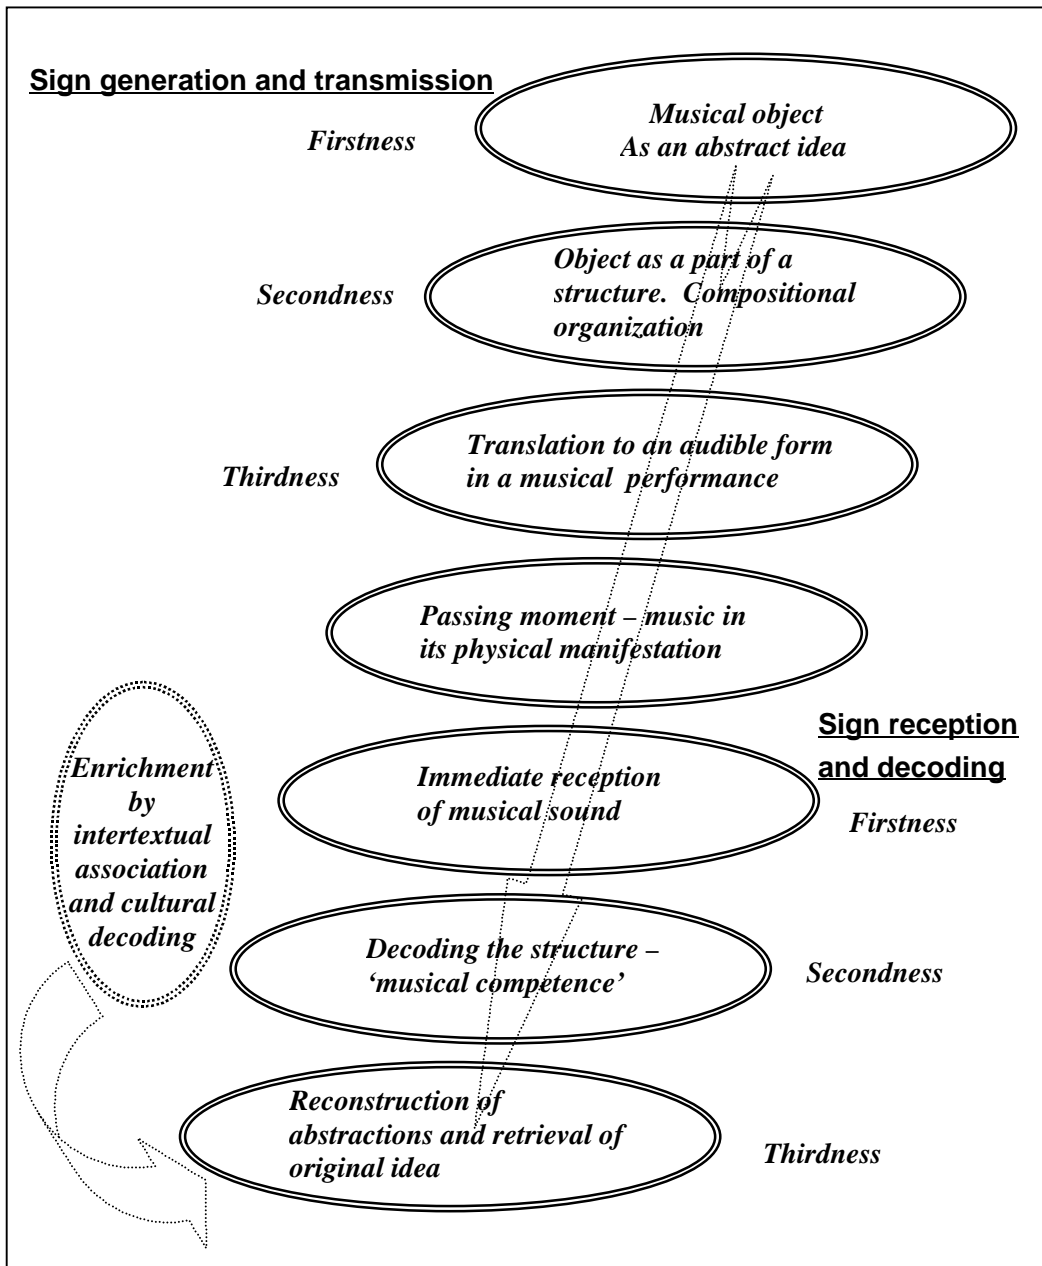 Sign generation and transmission
Musical object
As an abstract idea
Firstness
Object as a part of a
structure. Compositional
organization
Secondness
Translation to an audible form
in a musical performance
Thirdness
Passing moment – music in
its physical manifestation
Sign reception
and decoding
Immediate reception
of musical sound
Firstness
Enrichment
by
intertextual
association
and cultural
decoding
Decoding the structure –
‘musical competence’
Secondness
Reconstruction of
abstractions and retrieval of
original idea
Thirdness